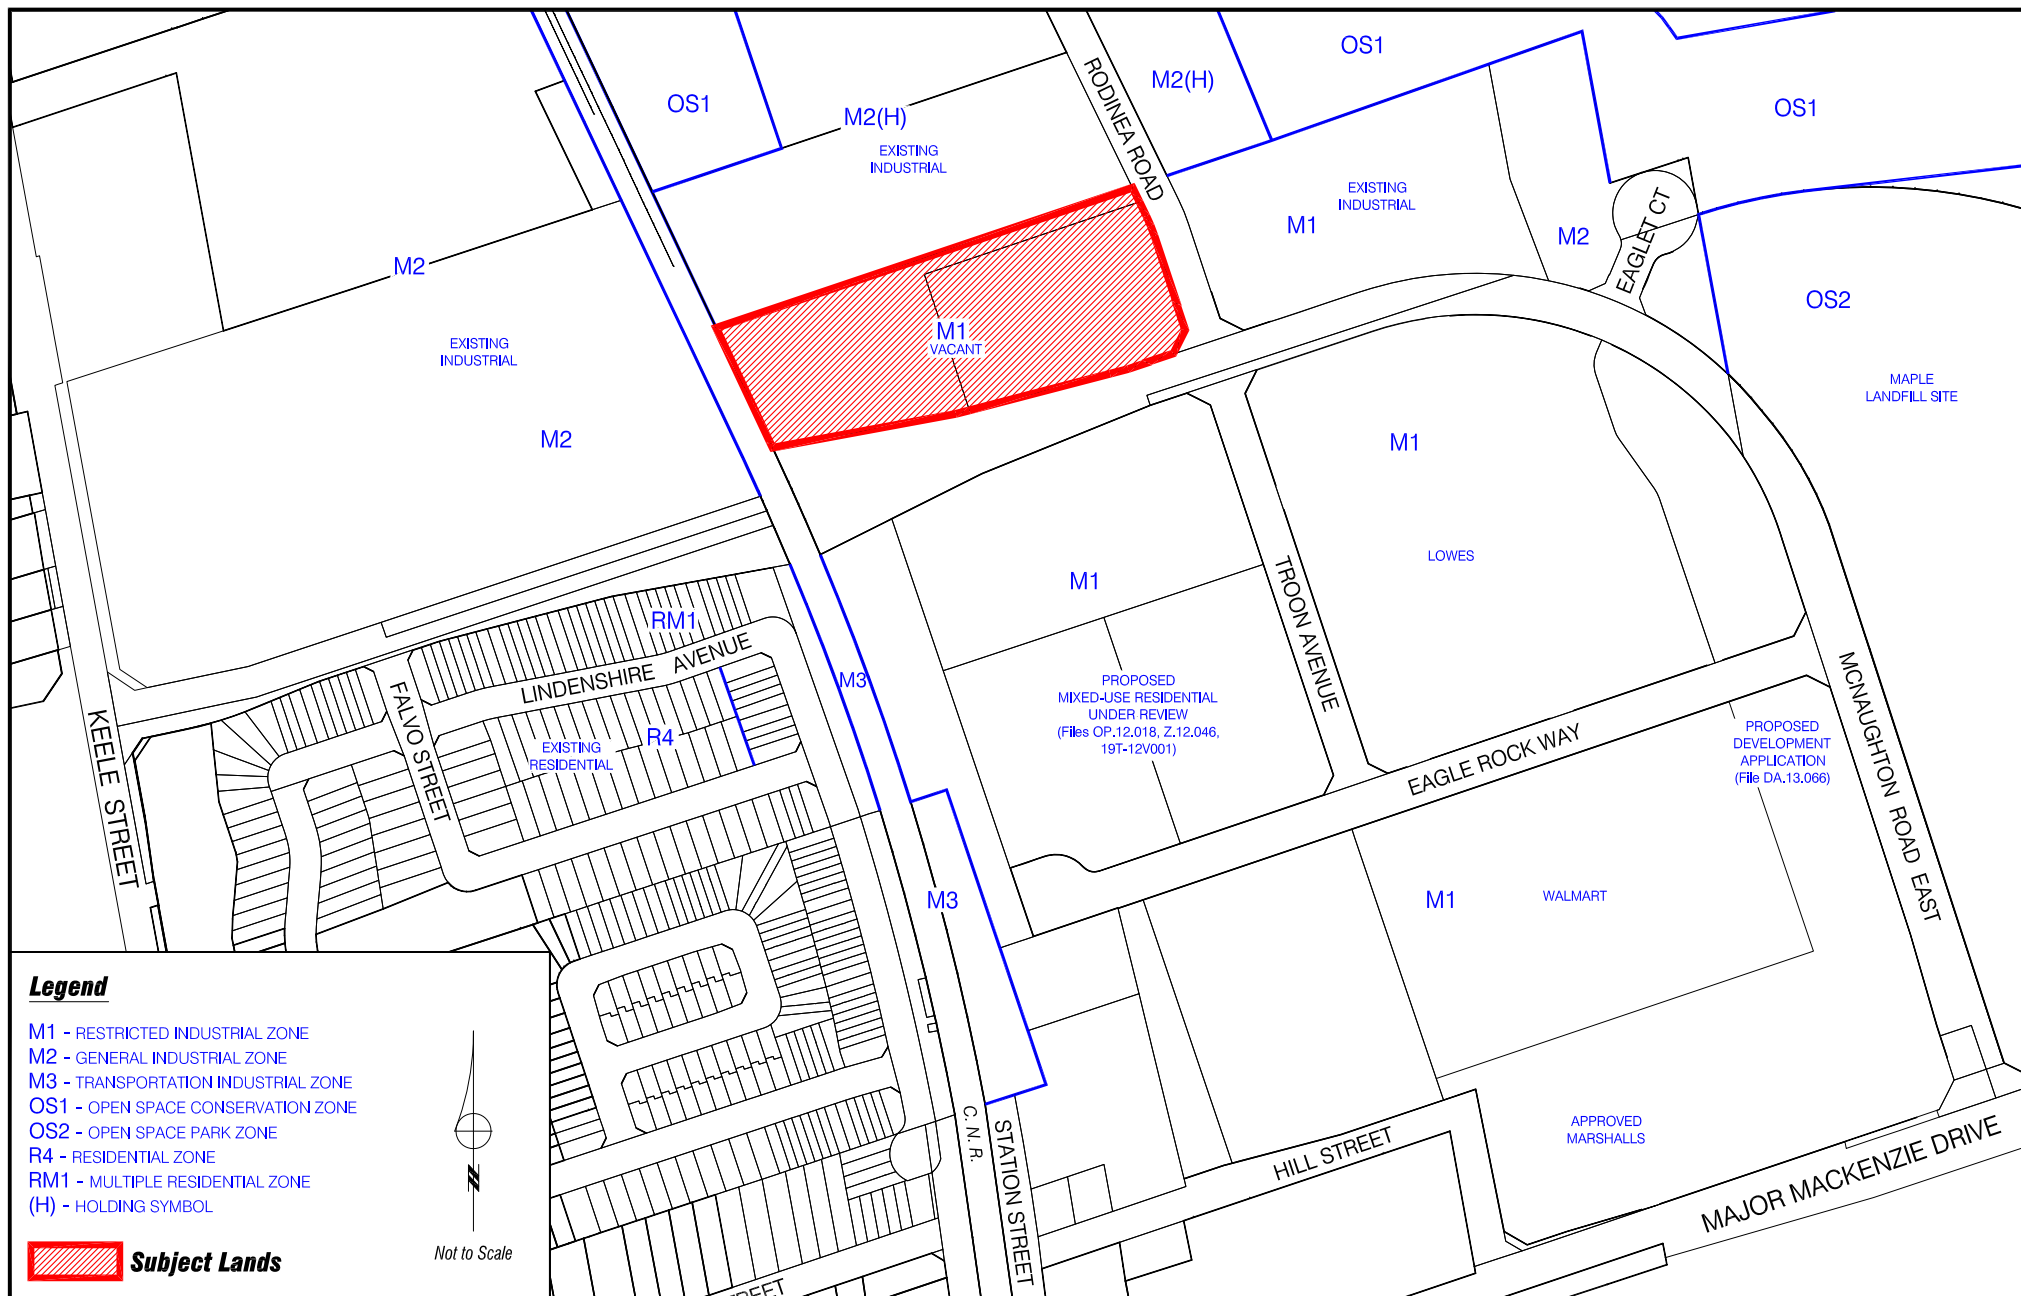 OS1
OS1
M2(H)
RODINEA ROAD
M2(H)
OS1
EXISTING
INDUSTRIAL
EXISTING
INDUSTRIAL
M1
M2
EAGLET CT
M2
OS2
EXISTING
INDUSTRIAL
M1
VACANT
MAPLE
LANDFILL SITE
M2
M1
LOWES
M1
TROON AVENUE
RM1
LINDENSHIRE AVENUE
M3
PROPOSED
MIXED-USE RESIDENTIAL
UNDER REVIEW
(Files OP.12.018, Z.12.046,
19T-12V001)
MCNAUGHTON ROAD EAST
KEELE STREET
FALVO STREET
EXISTING
RESIDENTIAL
R4
EAGLE ROCK WAY
PROPOSED
DEVELOPMENT
APPLICATION
(File DA.13.066)
M3
M1
WALMART
C. N. R.
STATION STREET
HILL STREET
APPROVED
MARSHALLS
MAJOR MACKENZIE DRIVE
Legend
M1 - RESTRICTED INDUSTRIAL ZONE
M2 - GENERAL INDUSTRIAL ZONE
M3 - TRANSPORTATION INDUSTRIAL ZONE
OS1 - OPEN SPACE CONSERVATION ZONE
OS2 - OPEN SPACE PARK ZONE
R4 - RESIDENTIAL ZONE
RM1 - MULTIPLE RESIDENTIAL ZONE
(H) - HOLDING SYMBOL
Subject Lands
N
Not to Scale